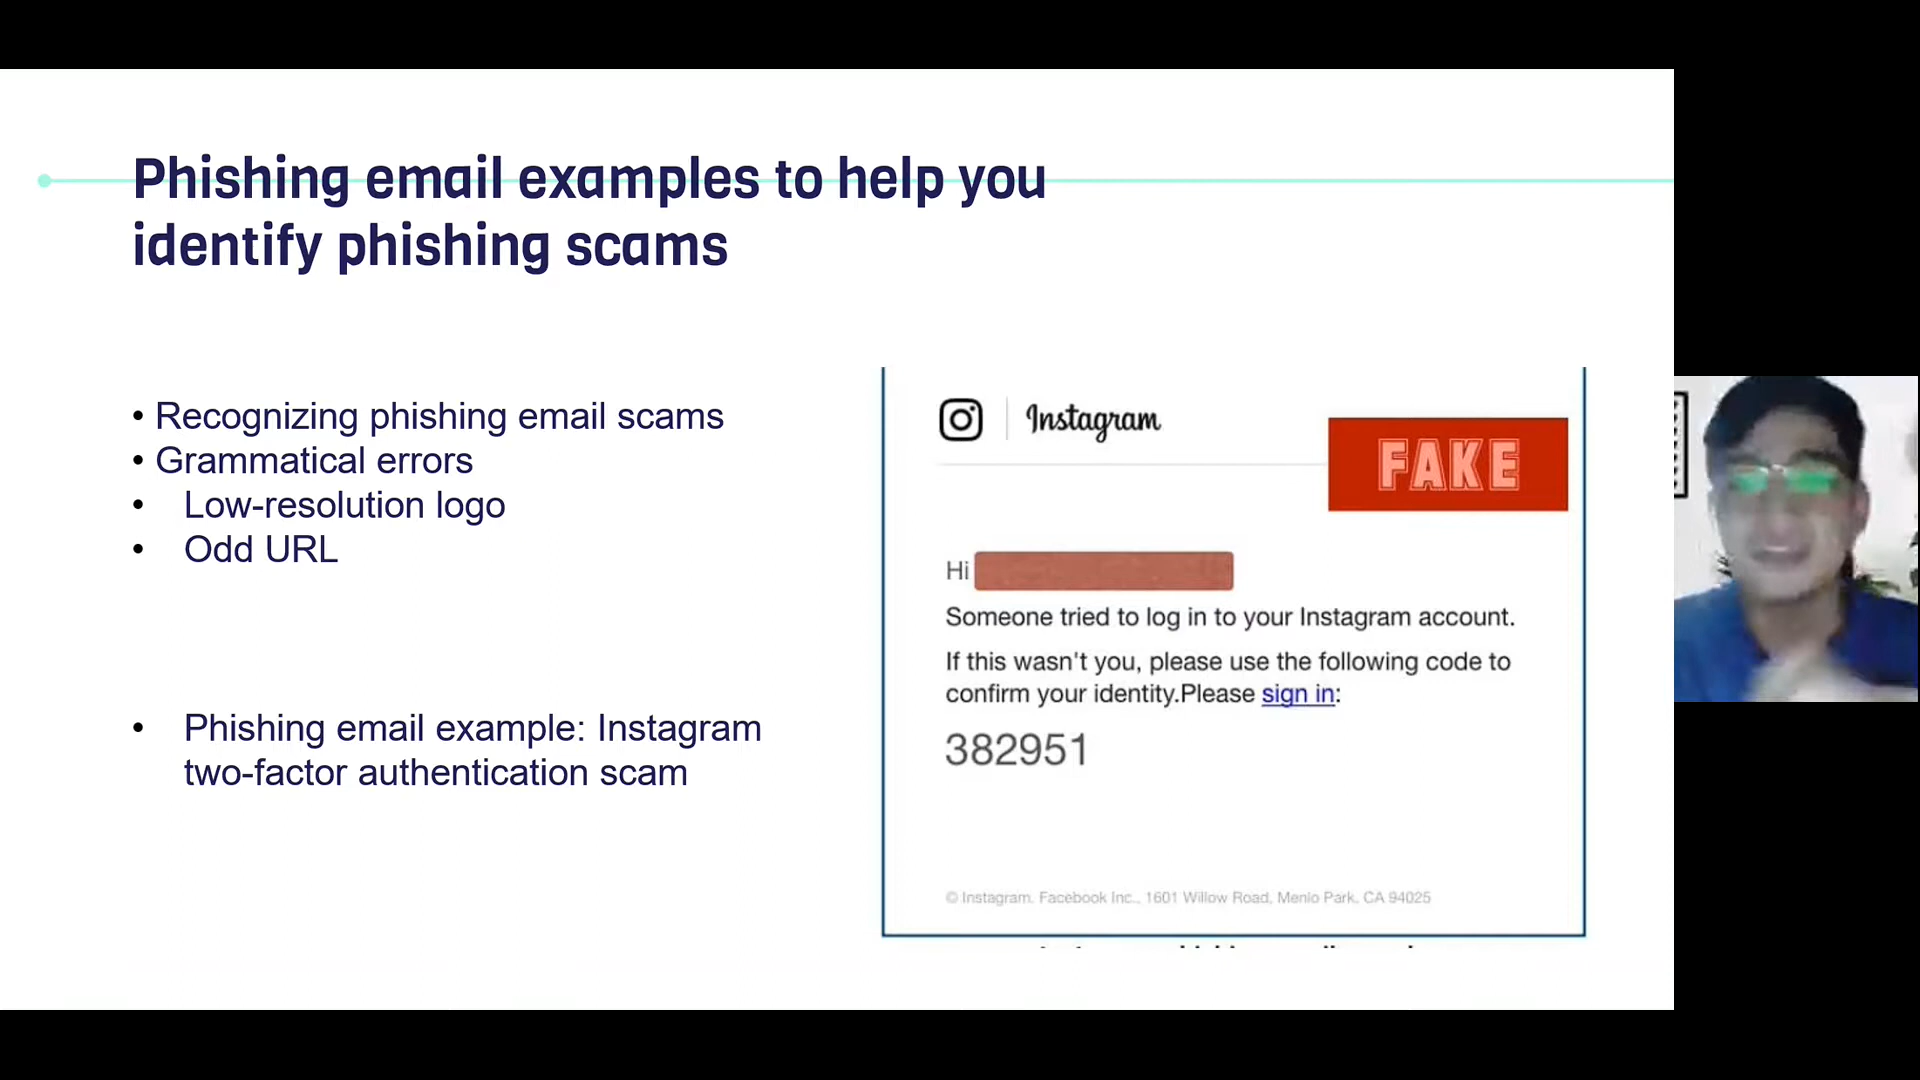 Phishing email examples to help you
identify phishing scams
• Recognizing phishing email scams
• Grammatical errors
• Low-resolution logo
• Odd URL
• Phishing email example: Instagram
two-factor authentication scam
Instagram
FAKE
Hi
Someone tried to log in to your Instagram account.
If this wasn't you, please use the following code to
confirm your identity.Please sign in:
382951
© Instagram. Facebook Inc., 1601 Willow Road, Menlo Park, CA 94025